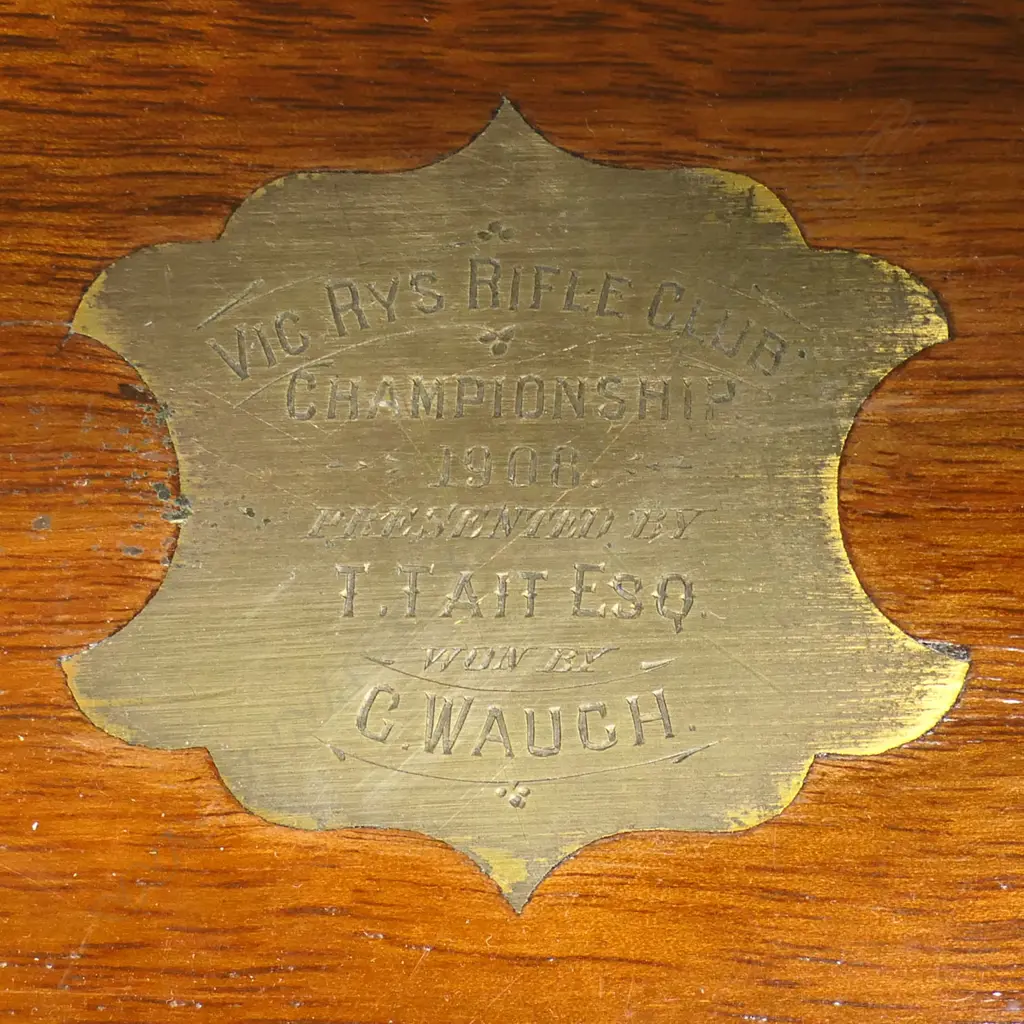 VIC RYS RIFLE CLUB.
CHAMPIONSHIP
1908.
PRESENTED BY
T. TAIT ESQ.
WON BY
G. WAUGH.